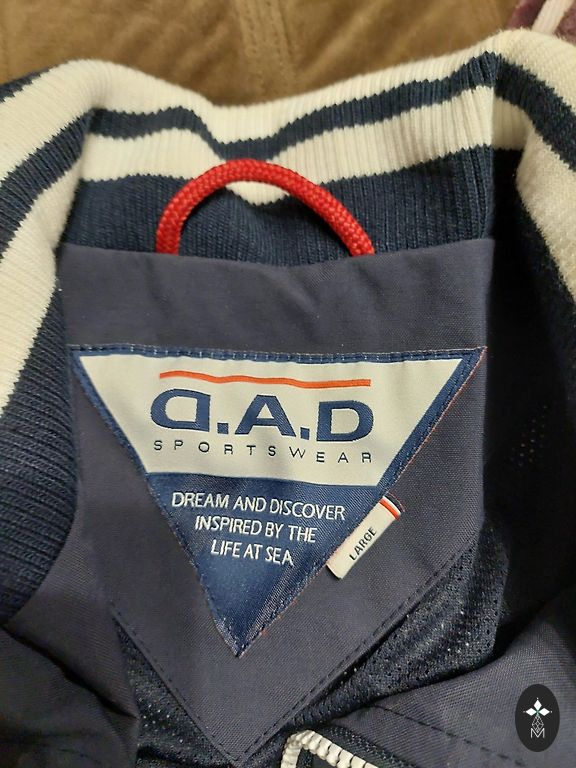 D.A.D
SPORTSWEAR
DREAM AND DISCOVER
INSPIRED BY THE
LIFE AT SEA
LARGE
M